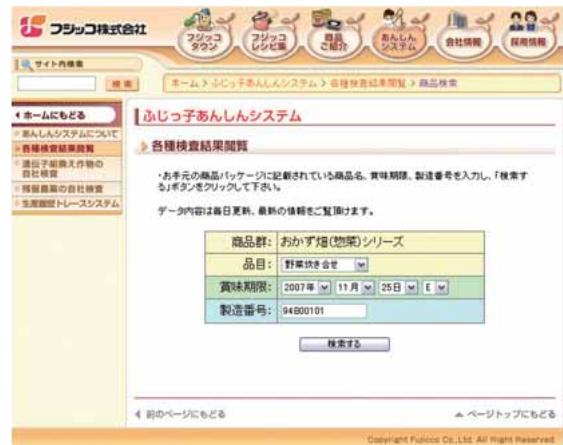 フジッコ株式会社
フジッコ
タウン
フジッコ
レシピ集
商品
ご紹介
あんしん
システム
会社情報
採用情報
サイト内検索
検索
ホーム > ふじっ子あんしんシステム > 各種検査結果閲覧 > 商品検索
ホームにもどる
あんしんシステムについて
各種検査結果閲覧
遺伝子組換え作物の
自社検査
残留農薬の自社検査
生産履歴トレースシステム
ふじっ子あんしんシステム
各種検査結果閲覧
・お手元の商品パッケージに記載されている商品名、賞味期限、製造番号を入力し、「検索す
る」ボタンをクリックして下さい。
データ内容は毎日更新、最新の情報をご覧頂けます。
商品群: おかず畑(惣菜)シリーズ
品目: 野菜炊き合せ
賞味期限: 2007年 11月 25日 E
製造番号: 94B00101
検索する
前のページにもどる
ページトップにもどる
Copyright Fujicco Co.,Ltd. All Right Reserved.